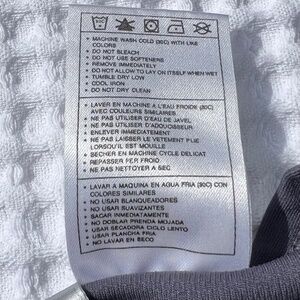 • MACHINE WASH COLD (30C) WITH LIKE
COLORS
• DO NOT BLEACH
• DO NOT USE SOFTENERS
• REMOVE IMMEDIATELY
• DO NOT ALLOW TO LAY ON ITSELF WHEN WET
• TUMBLE DRY LOW
• COOL IRON
• DO NOT DRY CLEAN
• LAVER EN MACHINE A L'EAU FROIDE (30C)
AVEC COULEURS SIMILAIRES
• NE PAS UTILISER D'EAU DE JAVEL
• NE PAS UTILISER D'ADOUCISSEUR
• ENLEVER IMMEDIATEMENT
• NE PAS LAISSER LE VETEMENT PLIE
LORSQU'IL EST MOUILLE
• SECHER EN MACHINE CYCLE DELICAT
• REPASSER FER FROID
• NE PAS NETTOYER A SEC
• LAVAR A MAQUINA EN AGUA FRIA (30C) CON
COLORES SIMILARES
• NO USAR BLANQUEADORES
• NO USAR SUAVIZANTES
• SACAR INMEDIATAMENTE
• NO DOBLAR PRENDA MOJADA
• USAR SECADORA CICLO LENTO
• USAR PLANCHA FRIA
• NO LAVAR EN SECO